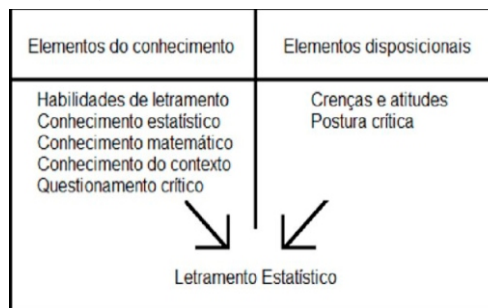 Elementos do conhecimento
Elementos disposicionais
Habilidades de letramento
Conhecimento estatístico
Conhecimento matemático
Conhecimento do contexto
Questionamento crítico
Crenças e atitudes
Postura crítica
Letramento Estatístico